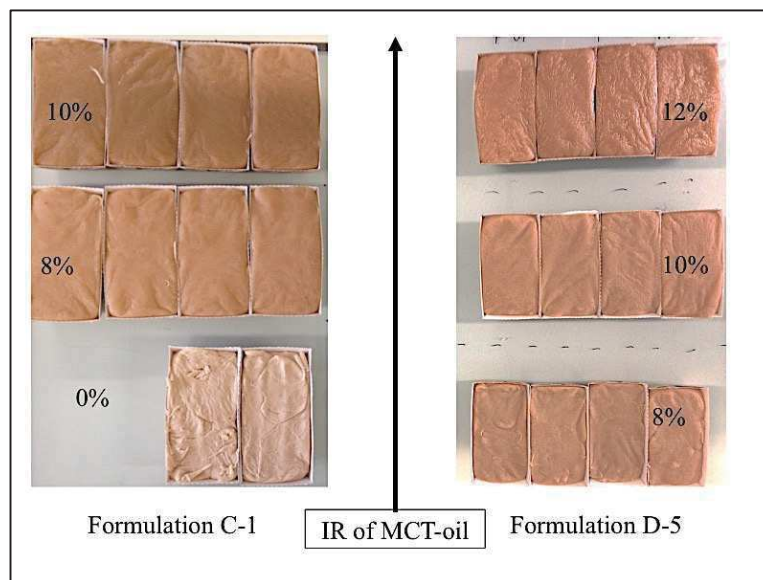 10%
8%
0%
12%
10%
8%
Formulation C-1
IR of MCT-oil
Formulation D-5